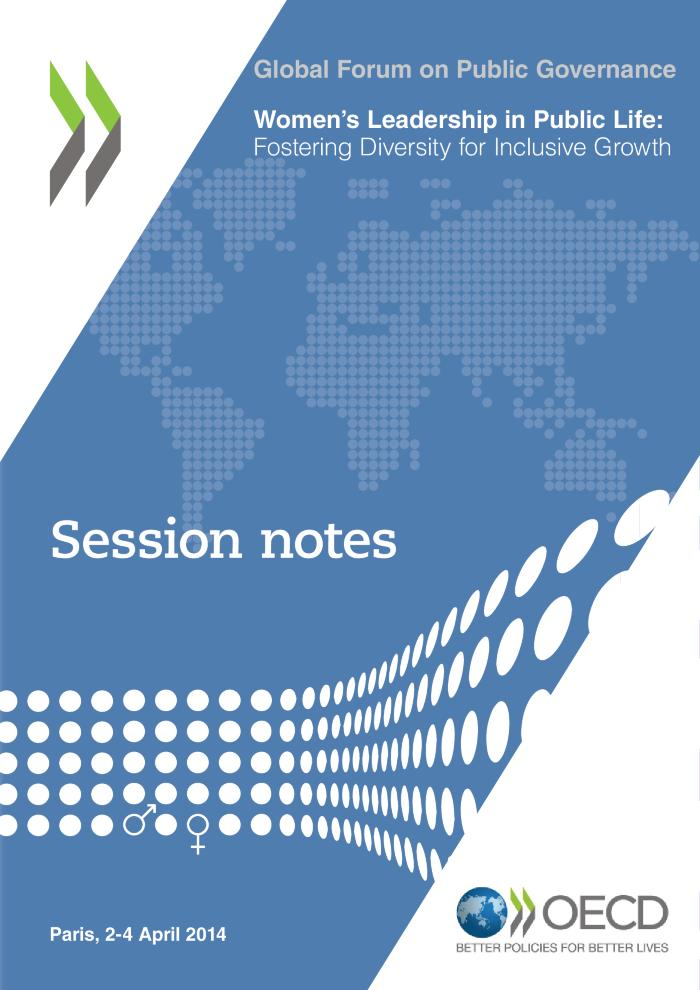 Global Forum on Public Governance
Women's Leadership in Public Life:
Fostering Diversity for Inclusive Growth
Session notes
Paris, 2-4 April 2014
OECD
BETTER POLICIES FOR BETTER LIVES